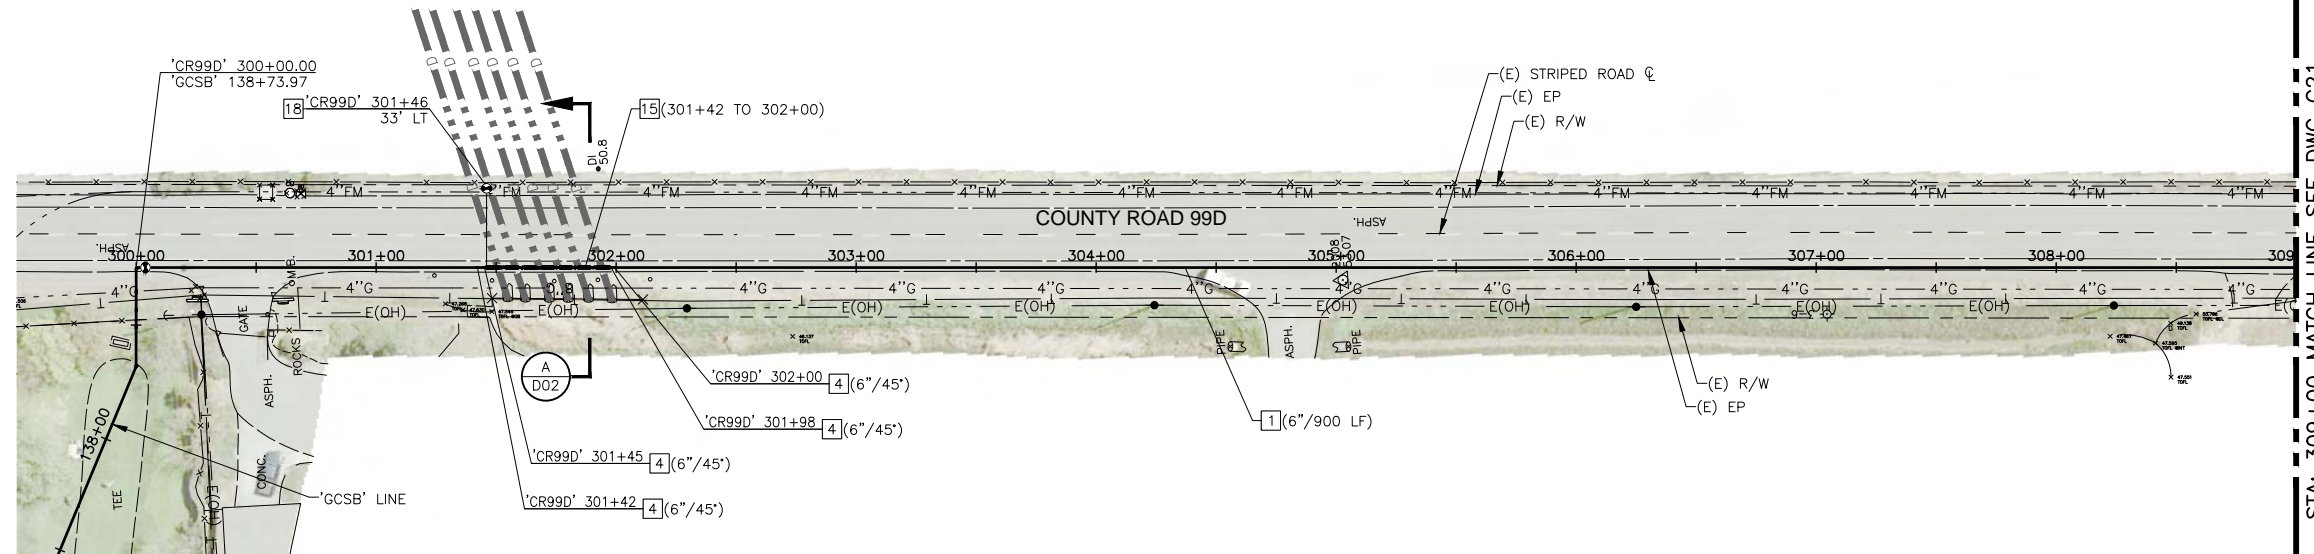 'CR99D' 300+00.00
'GCSB' 138+73.97
18
'CR99D' 301+46
33' LT
15 (301+42 TO 302+00)
DI
50.8
(E) STRIPED ROAD ℄
(E) EP
(E) R/W
4''FM 4''FM 4''FM 4''FM 4''FM 4''FM 4''FM 4''FM 4''FM 4''FM 4''FM 4''FM
COUNTY ROAD 99D
ASPH.
ASPH.
300+00 301+00 302+00 303+00 304+00 305+00 306+00 307+00 308+00 309
M.B.
4''G 4''G 4''G 4''G 4''G 4''G 4''G 4''G 4''G 4''G 4''G 4''G
E(OH) E(OH) E(OH) E(OH) E(OH) E(OH) E(OH) E(OH)
GATE
ROCKS
ASPH.
CONC.
TEE
E(OH)
138+00
'GCSB' LINE
PIPE
ASPH.
PIPE
A
D02
'CR99D' 302+00 4 (6"/45°)
'CR99D' 301+98 4 (6"/45°)
'CR99D' 301+45 4 (6"/45°)
'CR99D' 301+42 4 (6"/45°)
1 (6"/900 LF)
(E) R/W
(E) EP